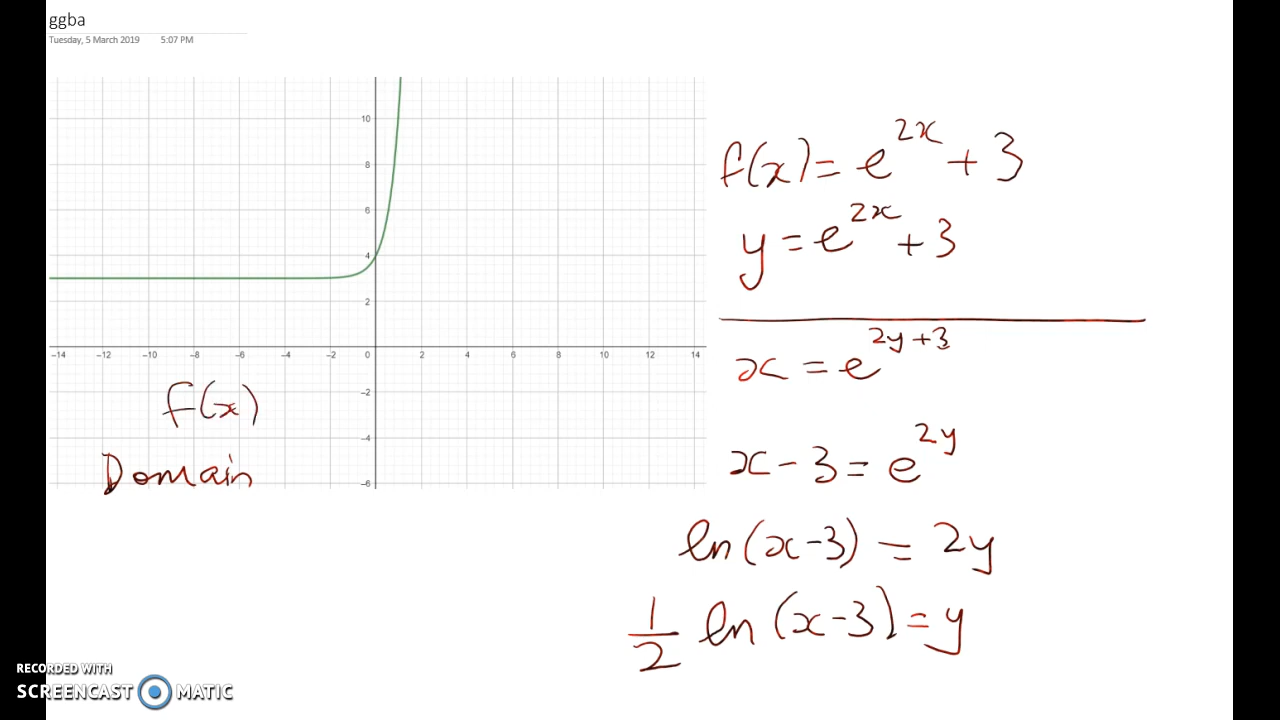 ggba
Tuesday, 5 March 2019 5:07 PM
10
8
6
4
2
-14 -12 -10 -8 -6 -4 -2 0 2 4 6 8 10 12 14
-2
-4
-6
f(x)
Domain
f(x) = e^{2x} + 3
y = e^{2x} + 3
x = e^{2y+3}
x - 3 = e^{2y}
ln(x-3) = 2y
1/2 ln(x-3) = y
RECORDED WITH
SCREENCAST MATIC